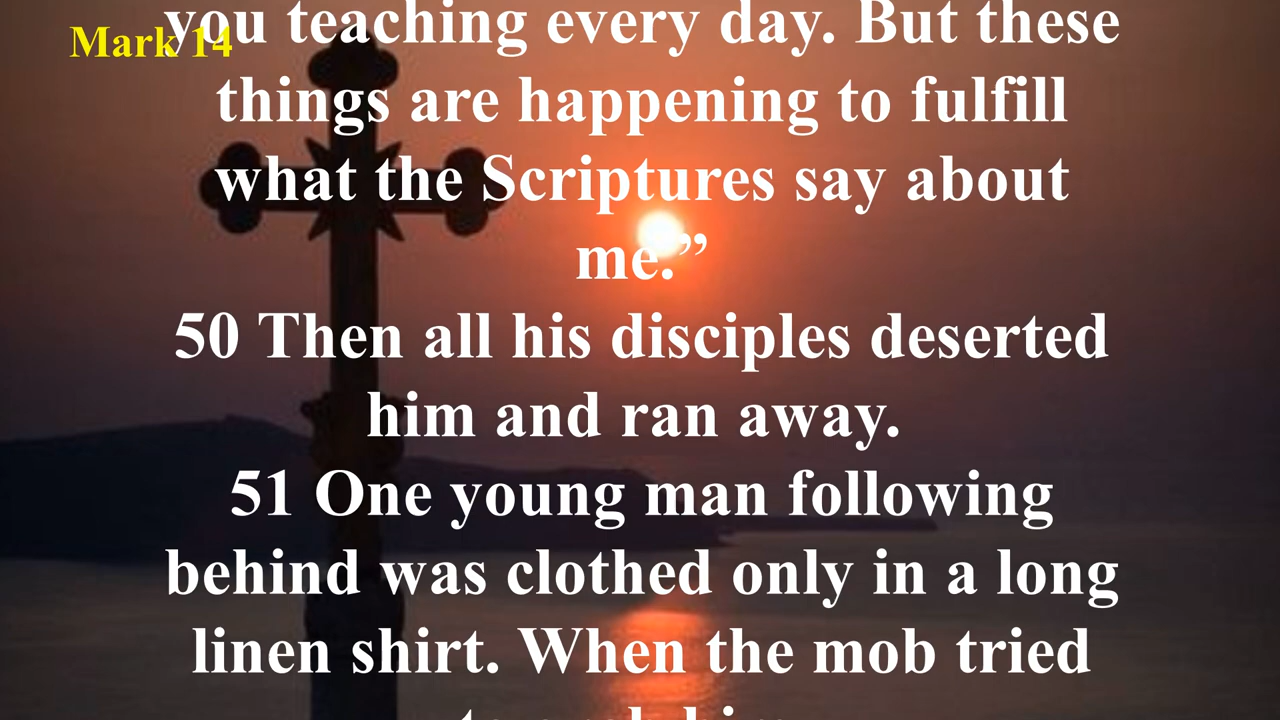 Mark 14
you teaching every day. But these
things are happening to fulfill
what the Scriptures say about
me.”
50 Then all his disciples deserted
him and ran away.
51 One young man following
behind was clothed only in a long
linen shirt. When the mob tried